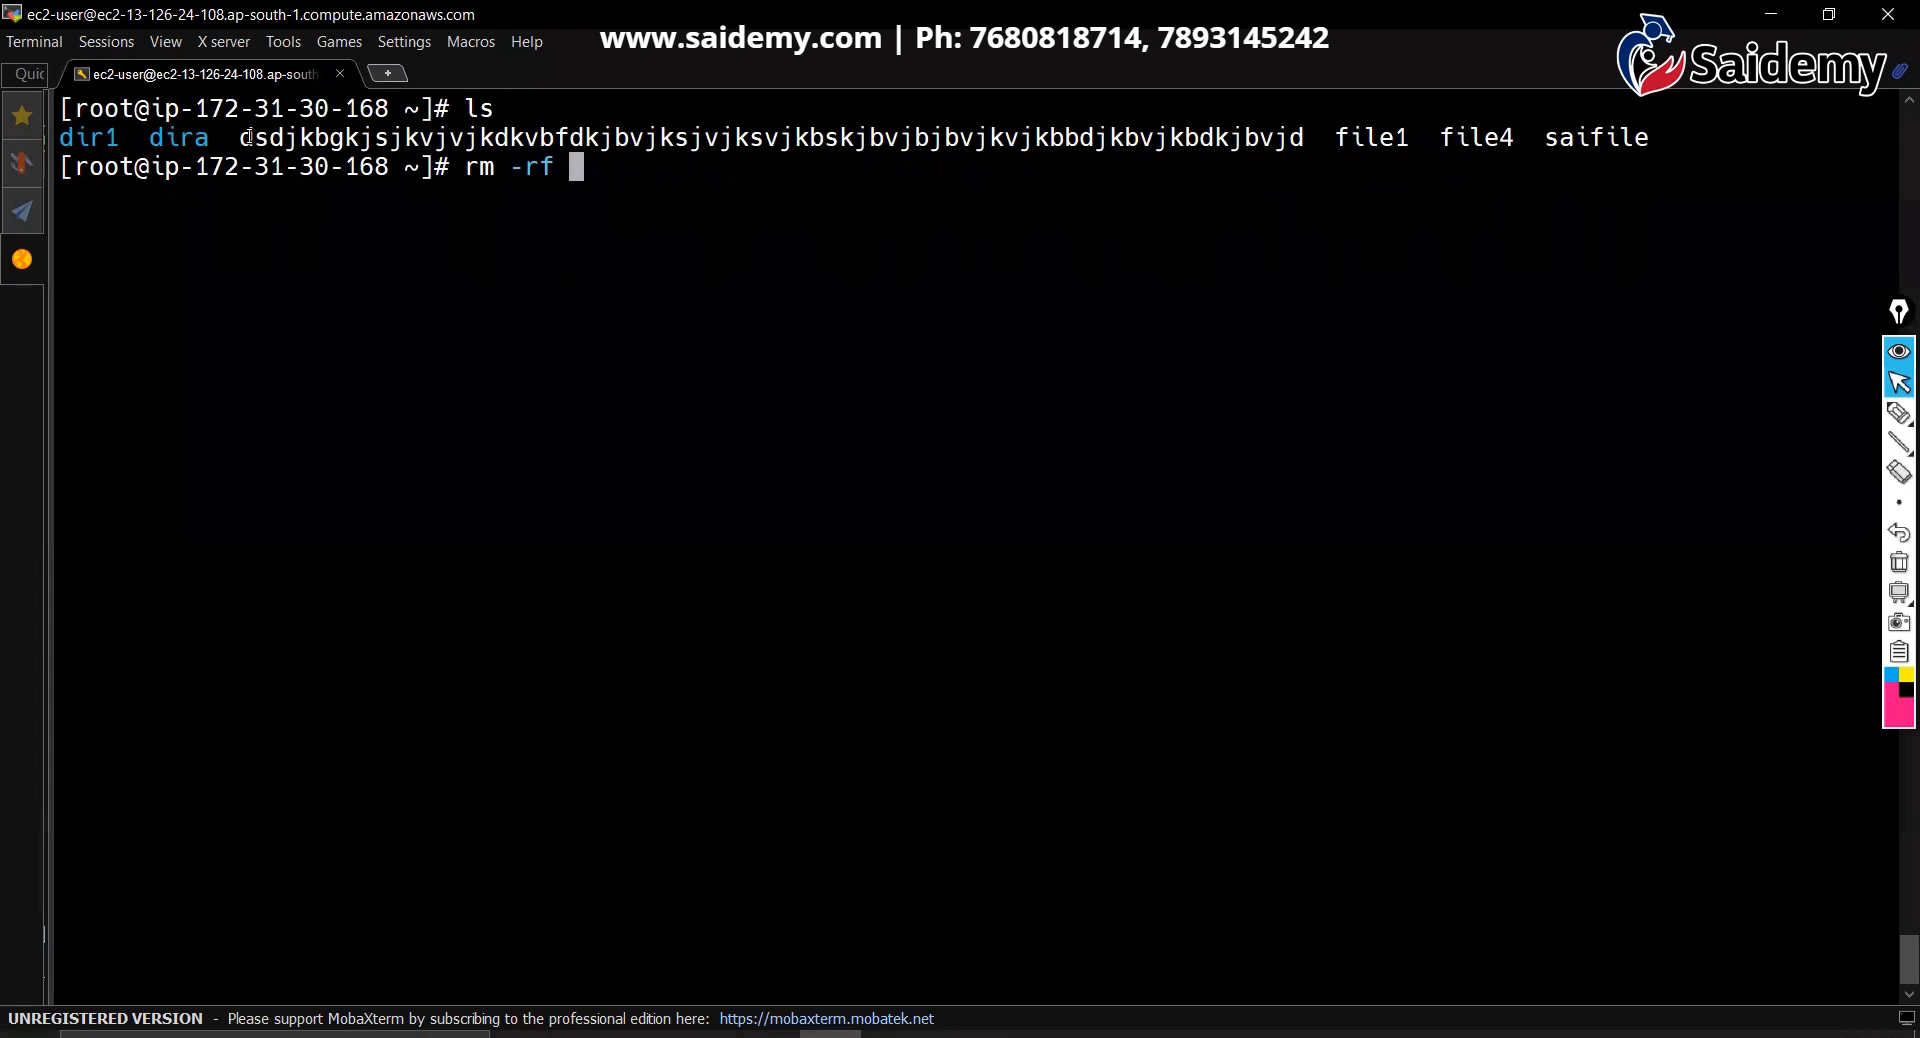 ec2-user@ec2-13-126-24-108.ap-south-1.compute.amazonaws.com
Terminal Sessions View X server Tools Games Settings Macros Help
www.saidemy.com | Ph: 7680818714, 7893145242
Saidemy
Quic
ec2-user@ec2-13-126-24-108.ap-south
[root@ip-172-31-30-168 ~]# ls
dir1 dira dsdjkbgkjsjkvjvjkdkvbfdkjbvjksjvjksvjkbskjbvjbjbvjkvjkbbdjkbvjkbdkjbvjd file1 file4 saifile
[root@ip-172-31-30-168 ~]# rm -rf
UNREGISTERED VERSION - Please support MobaXterm by subscribing to the professional edition here: https://mobaxterm.mobatek.net